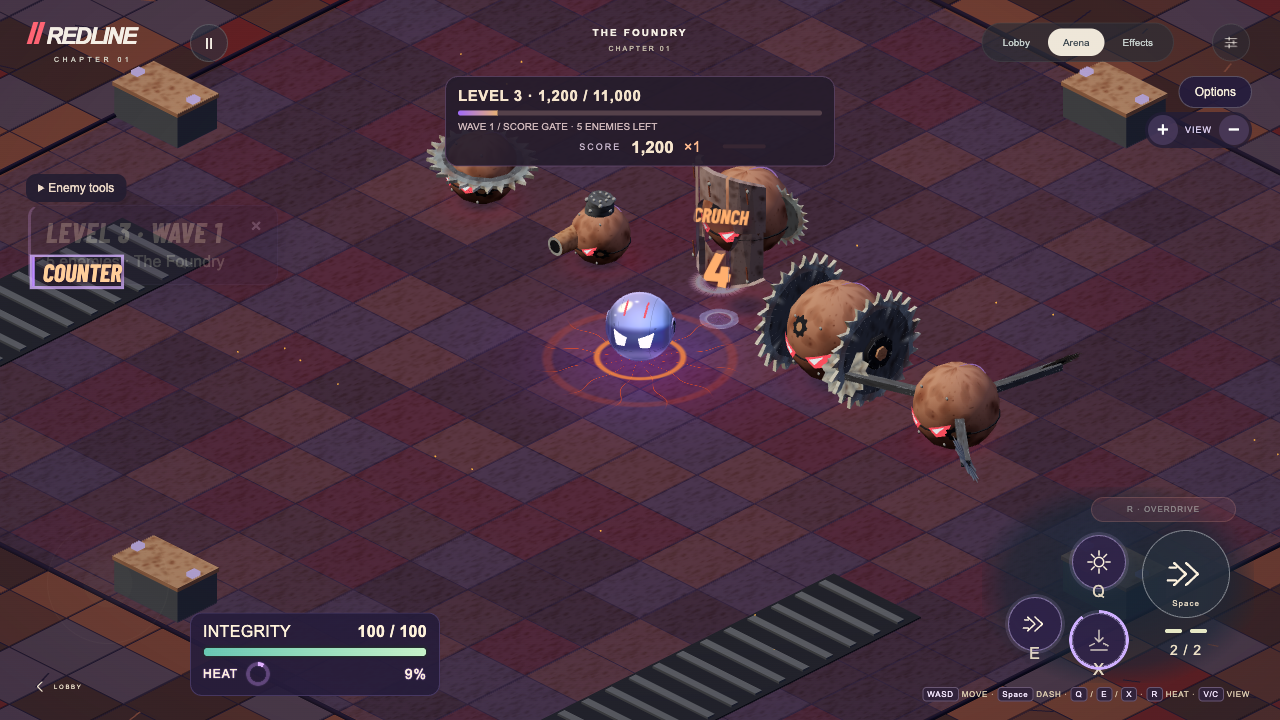 REDLINE
CHAPTER 01
THE FOUNDRY
CHAPTER 01
Lobby
Arena
Effects
Options
+ VIEW −
LEVEL 3 · 1,200 / 11,000
WAVE 1 / SCORE GATE · 5 ENEMIES LEFT
SCORE 1,200 ×1
Enemy tools
LEVEL 3 · WAVE 1
5 enemies · The Foundry
COUNTER
CRUNCH
4
R · OVERDRIVE
Q
Space
E
X
2 / 2
INTEGRITY 100 / 100
HEAT 9%
LOBBY
WASD MOVE · Space DASH · Q / E / X · R HEAT · V/C VIEW